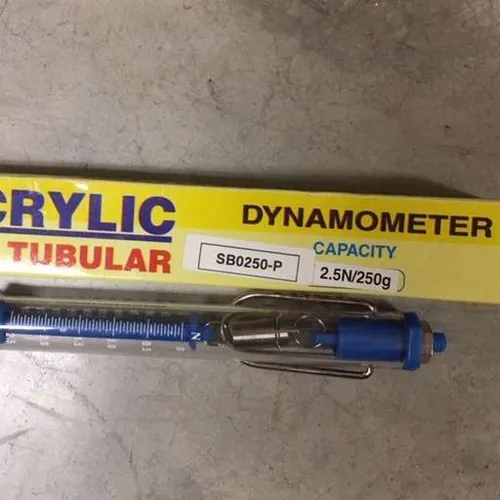 CRYLIC
TUBULAR
DYNAMOMETER
CAPACITY
SB0250-P
2.5N/250g
N